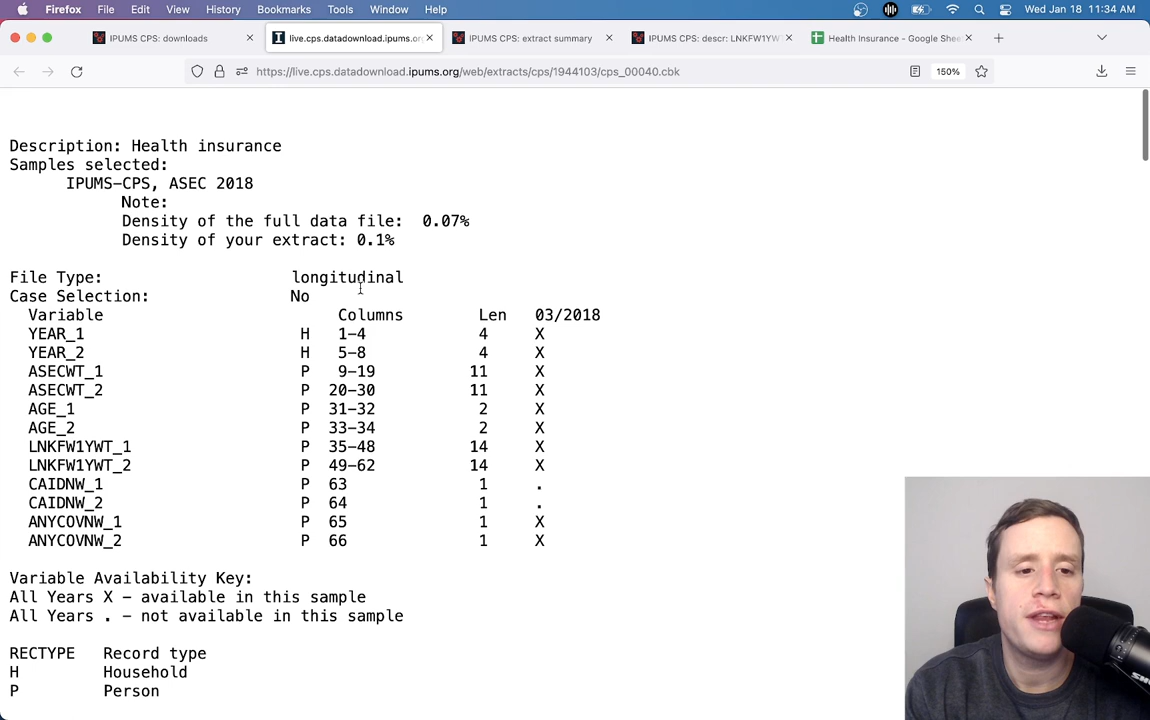 Firefox File Edit View History Bookmarks Tools Window Help Wed Jan 18 11:34 AM
IPUMS CPS: downloads live.cps.datadownload.ipums.or IPUMS CPS: extract summary IPUMS CPS: descr: LNKFW1YW Health Insurance - Google Shee
https://live.cps.datadownload.ipums.org/web/extracts/cps/1944103/cps_00040.cbk 150%
Description: Health insurance
Samples selected:
IPUMS-CPS, ASEC 2018
Note:
Density of the full data file: 0.07%
Density of your extract: 0.1%
File Type: longitudinal
Case Selection: No
Variable Columns Len 03/2018
YEAR_1 H 1-4 4 X
YEAR_2 H 5-8 4 X
ASECWT_1 P 9-19 11 X
ASECWT_2 P 20-30 11 X
AGE_1 P 31-32 2 X
AGE_2 P 33-34 2 X
LNKFW1YWT_1 P 35-48 14 X
LNKFW1YWT_2 P 49-62 14 X
CAIDNW_1 P 63 1 .
CAIDNW_2 P 64 1 .
ANYCOVNW_1 P 65 1 X
ANYCOVNW_2 P 66 1 X
Variable Availability Key:
All Years X - available in this sample
All Years . - not available in this sample
RECTYPE Record type
H Household
P Person